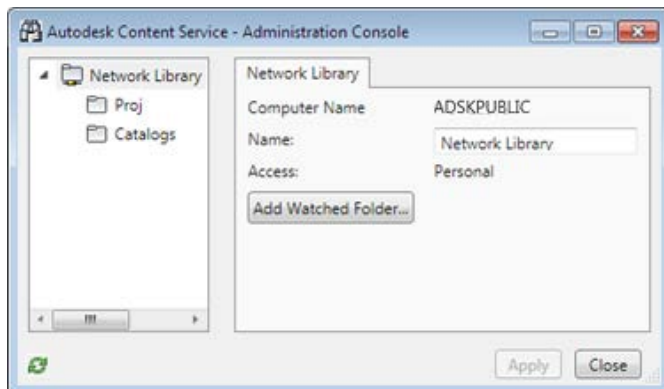 Autodesk Content Service - Administration Console
Network Library
Proj
Catalogs
Network Library
Computer Name ADSKPUBLIC
Name: Network Library
Access: Personal
Add Watched Folder...
Apply Close